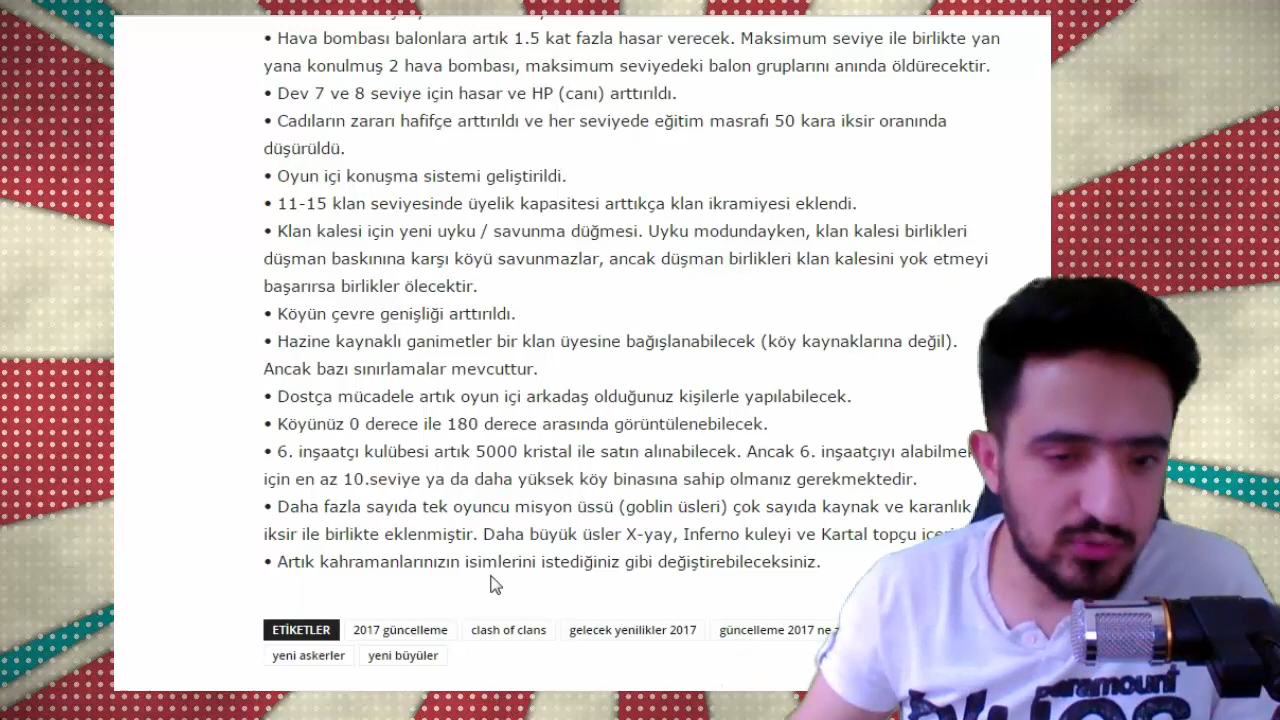 • Hava bombası balonlara artık 1.5 kat fazla hasar verecek. Maksimum seviye ile birlikte yan
yana konulmuş 2 hava bombası, maksimum seviyedeki balon gruplarını anında öldürecektir.
• Dev 7 ve 8 seviye için hasar ve HP (canı) arttırıldı.
• Cadıların zararı hafifçe arttırıldı ve her seviyede eğitim masrafı 50 kara iksir oranında
düşürüldü.
• Oyun içi konuşma sistemi geliştirildi.
• 11-15 klan seviyesinde üyelik kapasitesi arttıkça klan ikramiyesi eklendi.
• Klan kalesi için yeni uyku / savunma düğmesi. Uyku modundayken, klan kalesi birlikleri
düşman baskınına karşı köyü savunmazlar, ancak düşman birlikleri klan kalesini yok etmeyi
başarırsa birlikler ölecektir.
• Köyün çevre genişliği arttırıldı.
• Hazine kaynaklı ganimetler bir klan üyesine bağışlanabilecek (köy kaynaklarına değil).
Ancak bazı sınırlamalar mevcuttur.
• Dostça mücadele artık oyun içi arkadaş olduğunuz kişilerle yapılabilecek.
• Köyünüz 0 derece ile 180 derece arasında görüntülenebilecek.
• 6. inşaatçı kulübesi artık 5000 kristal ile satın alınabilecek. Ancak 6. inşaatçıyı
için en az 10.seviye ya da daha yüksek köy binasına sahip olmanız gerekmektedir.
• Daha fazla sayıda tek oyuncu misyon üssü (goblin üsleri) çok sayıda kaynak ve karanlık
iksir ile birlikte eklenmiştir. Daha büyük üsler X-yay, Inferno kuleyi ve Kartal topçu
• Artık kahramanlarınızın isimlerini istediğiniz gibi değiştirebileceksiniz.
ETİKETLER 2017 güncelleme clash of clans gelecek yenilikler 2017 güncelleme 2017 ne
yeni askerler yeni büyüler
paramount